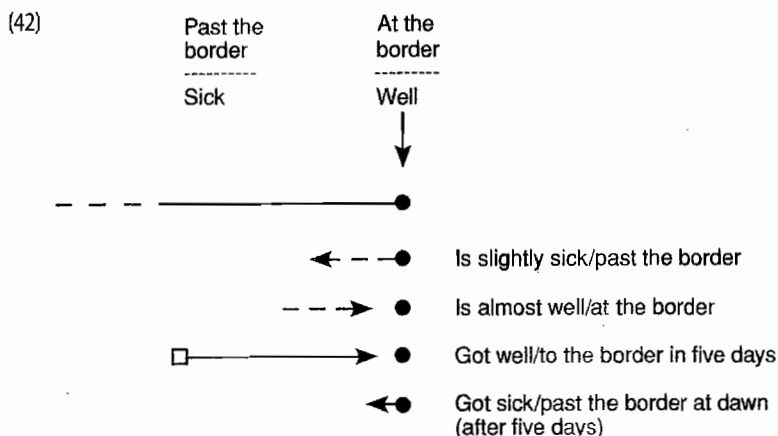 (42)
Past the
border
Sick
At the
border
Well
Is slightly sick/past the border
Is almost well/at the border
Got well/to the border in five days
Got sick/past the border at dawn
(after five days)